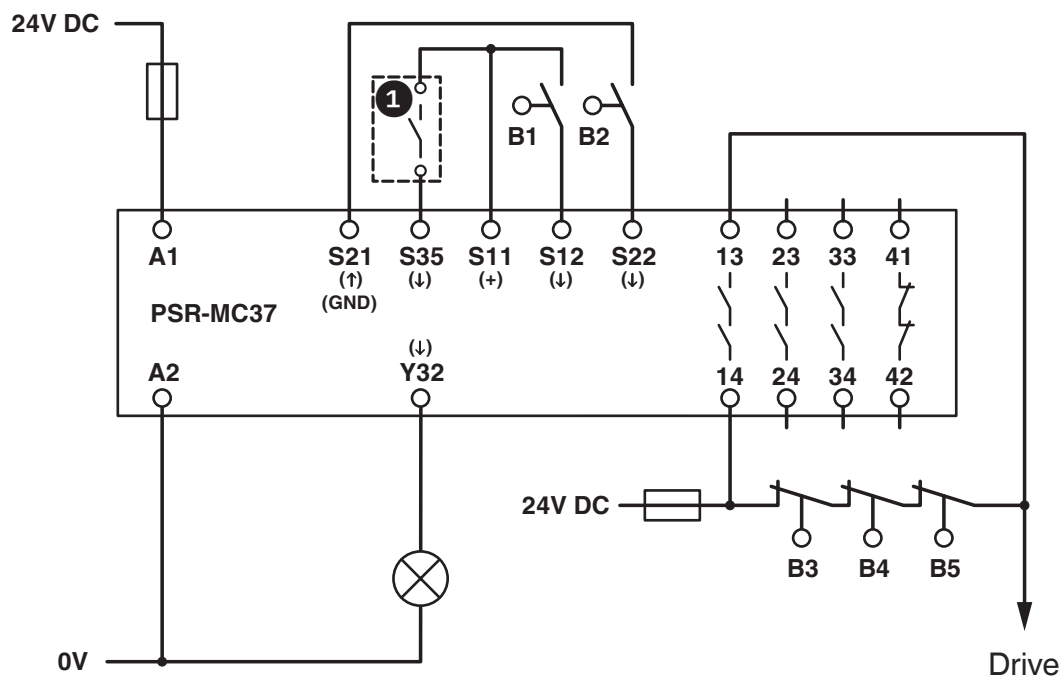 24V DC
1
B1
B2
A1
S21
S35
S11
S12
S22
13
23
33
41
(↑)
(↓)
(+)
(↓)
(↓)
(GND)
PSR-MC37
(↓)
A2
Y32
14
24
34
42
24V DC
B3
B4
B5
0V
Drive